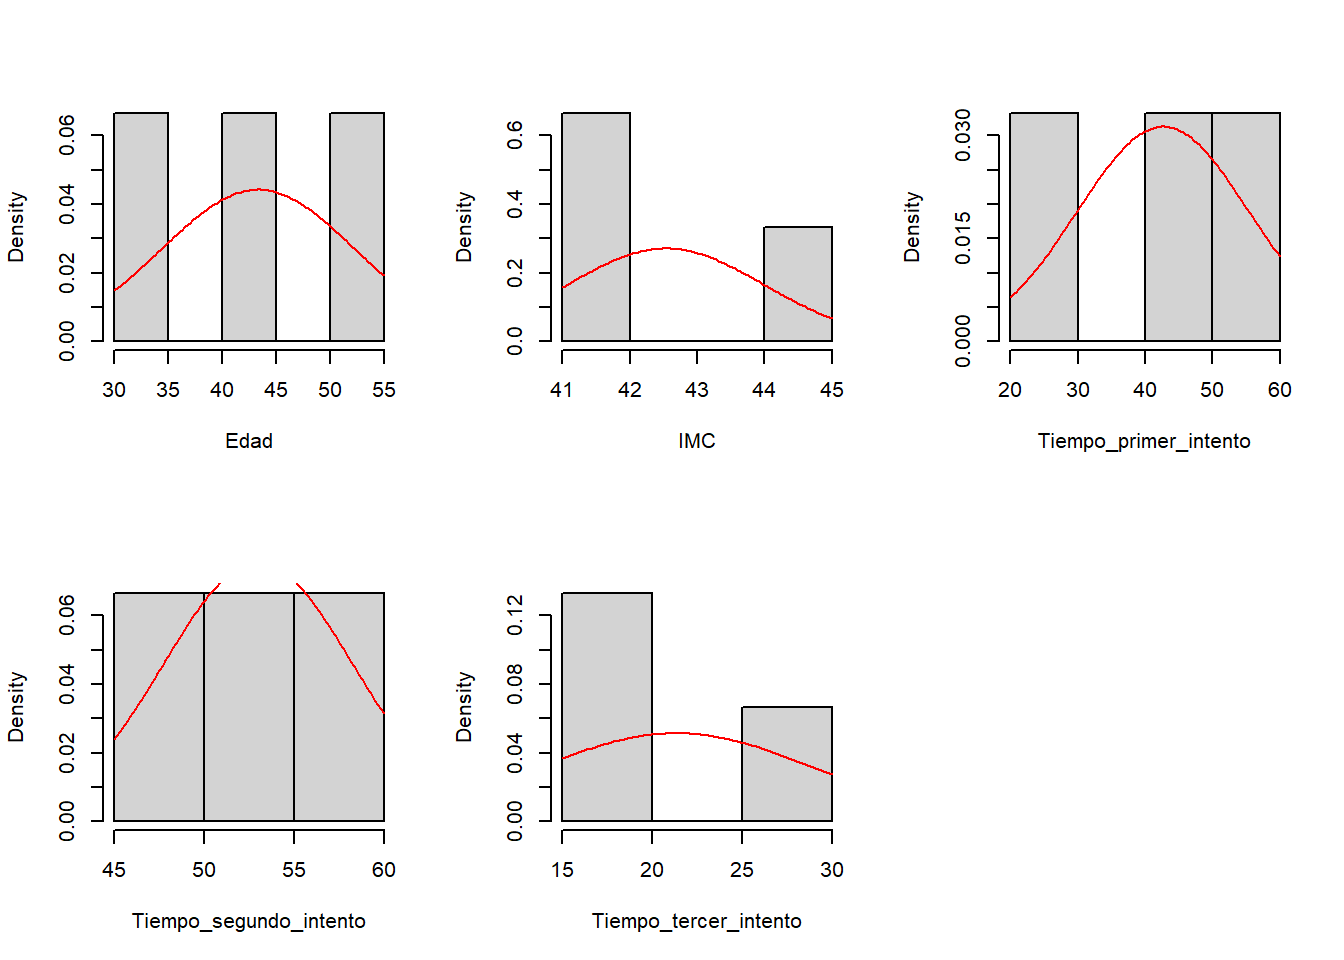 Density
0.00 0.02 0.04 0.06
30 35 40 45 50 55
Edad
Density
0.0 0.2 0.4 0.6
41 42 43 44 45
IMC
Density
0.000 0.015 0.030
20 30 40 50 60
Tiempo_primer_intento
Density
0.00 0.02 0.04 0.06
45 50 55 60
Tiempo_segundo_intento
Density
0.00 0.04 0.08 0.12
15 20 25 30
Tiempo_tercer_intento